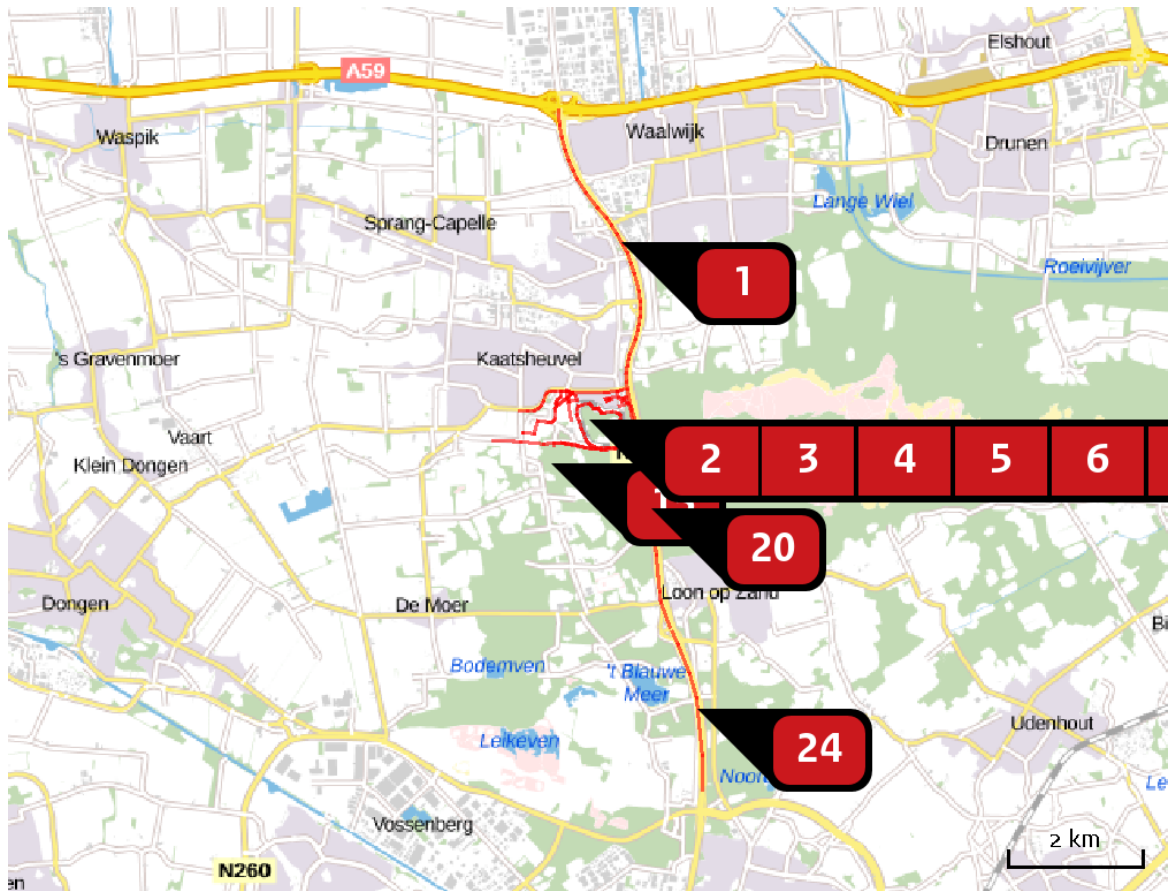 Elshout
A59
Waalwijk
Waspik
Drunen
Lange Wiel
Sprang-Capelle
Roeivijver
1
's Gravenmoer
Kaatsheuvel
Vaart
2 3 4 5 6
Klein Dongen
20
Dongen
De Moer
Loon op Zand
Bodemven
't Blauwe
Meer
Udenhout
24
Leikeven
Vossenberg
2 km
N260